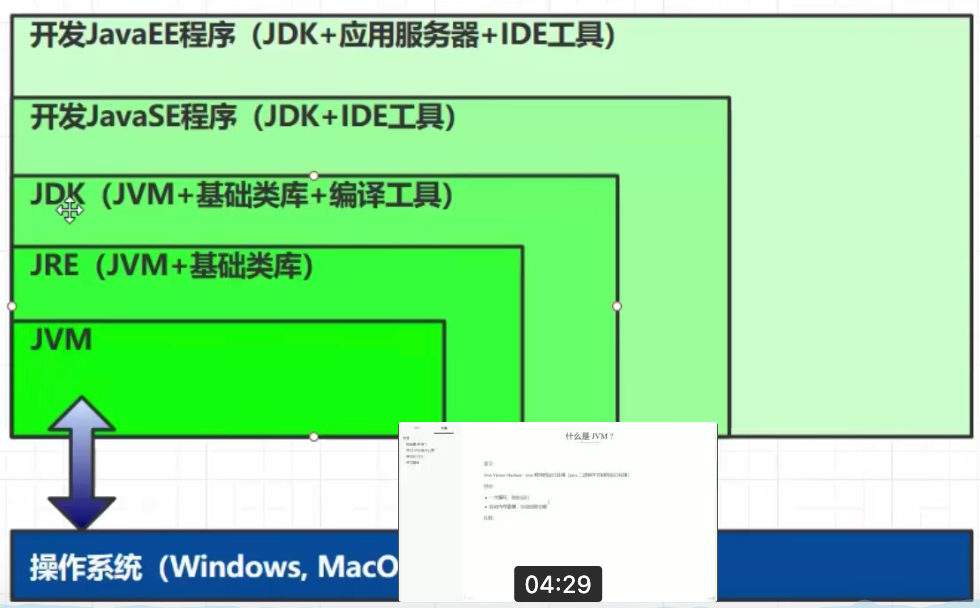 开发JavaEE程序（JDK+应用服务器+IDE工具）
开发JavaSE程序（JDK+IDE工具）
JDK（JVM+基础类库+编译工具）
JRE（JVM+基础类库）
JVM
什么是 JVM ?
操作系统（Windows, MacO
04:29